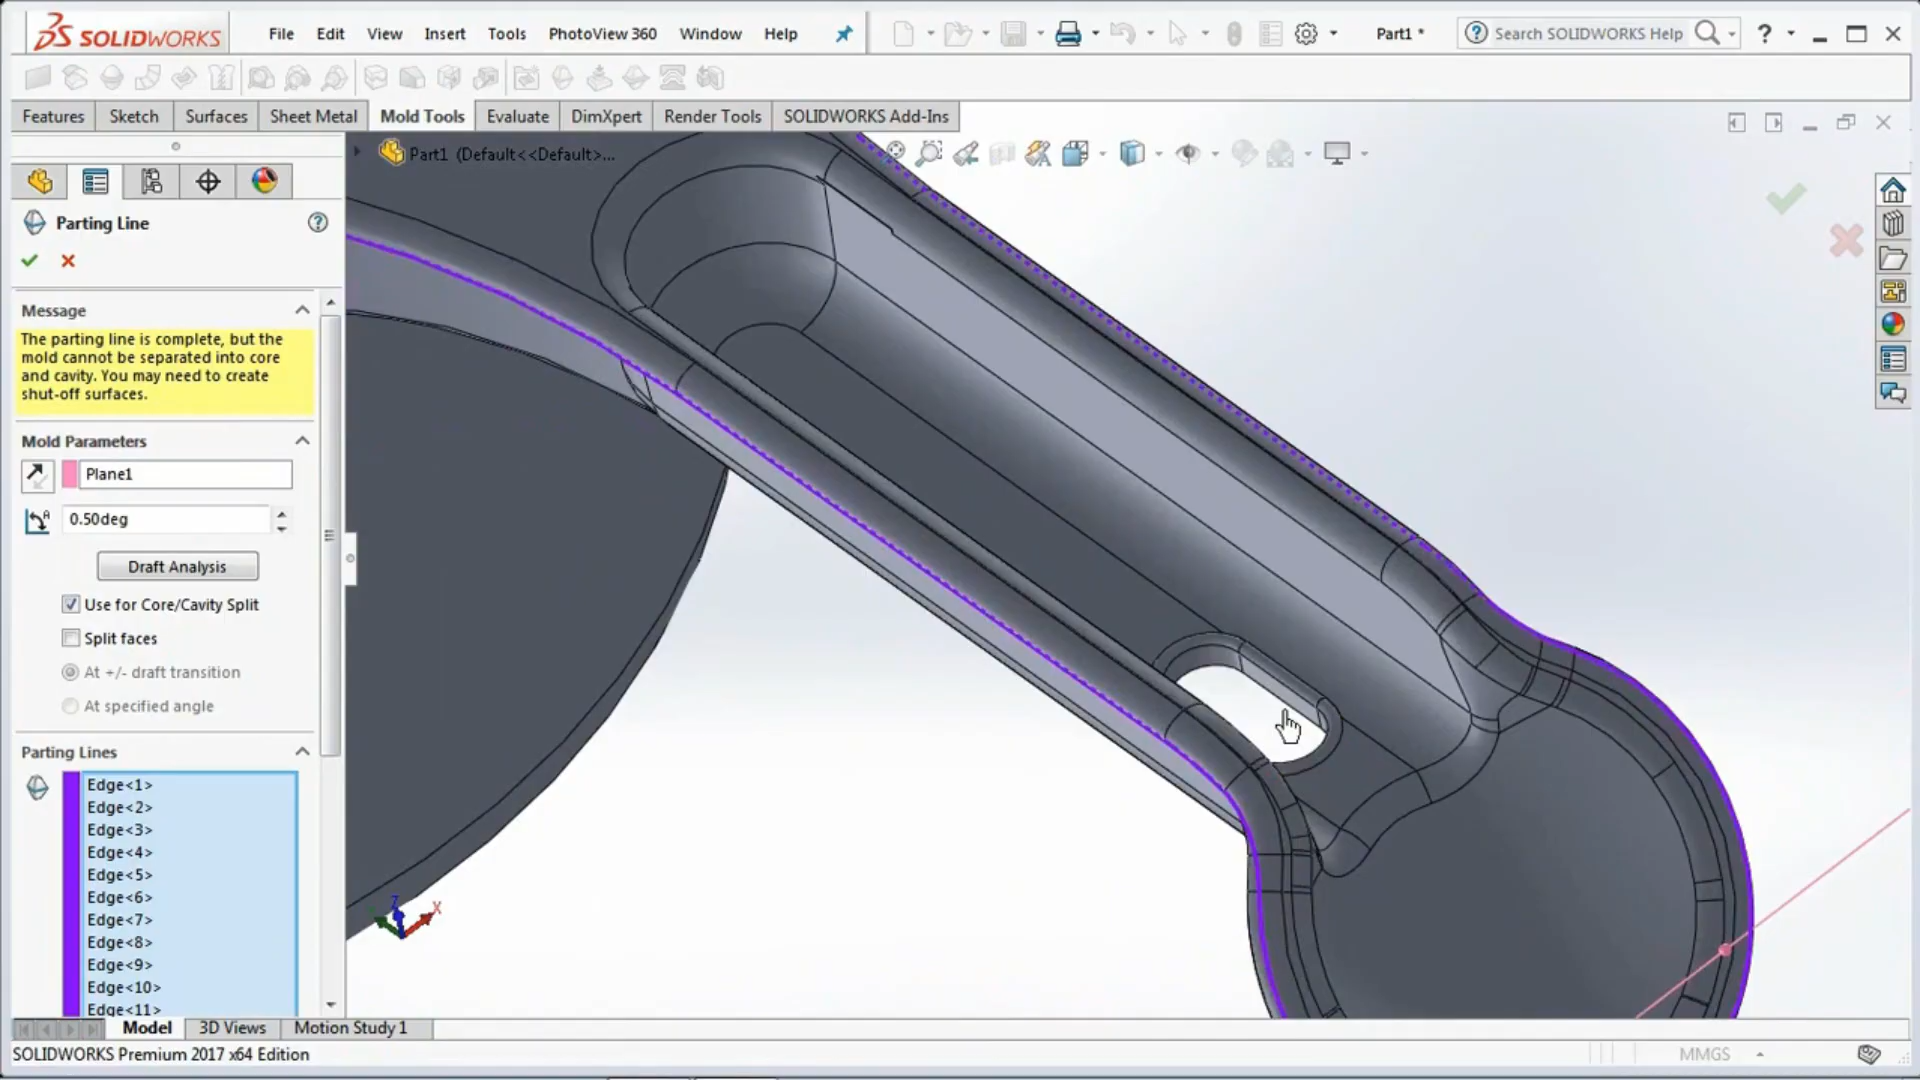 SOLIDWORKS File Edit View Insert Tools PhotoView 360 Window Help Part1 * Search SOLIDWORKS Help ?
Features Sketch Surfaces Sheet Metal Mold Tools Evaluate DimXpert Render Tools SOLIDWORKS Add-Ins
Part1 (Default<<Default>...
Parting Line
Message
The parting line is complete, but the
mold cannot be separated into core
and cavity. You may need to create
shut-off surfaces.
Mold Parameters
Plane1
0.50deg
Draft Analysis
Use for Core/Cavity Split
Split faces
At +/- draft transition
At specified angle
Parting Lines
Edge<1>
Edge<2>
Edge<3>
Edge<4>
Edge<5>
Edge<6>
Edge<7>
Edge<8>
Edge<9>
Edge<10>
Edge<11>
Z
X
Model 3D Views Motion Study 1
SOLIDWORKS Premium 2017 x64 Edition MMGS